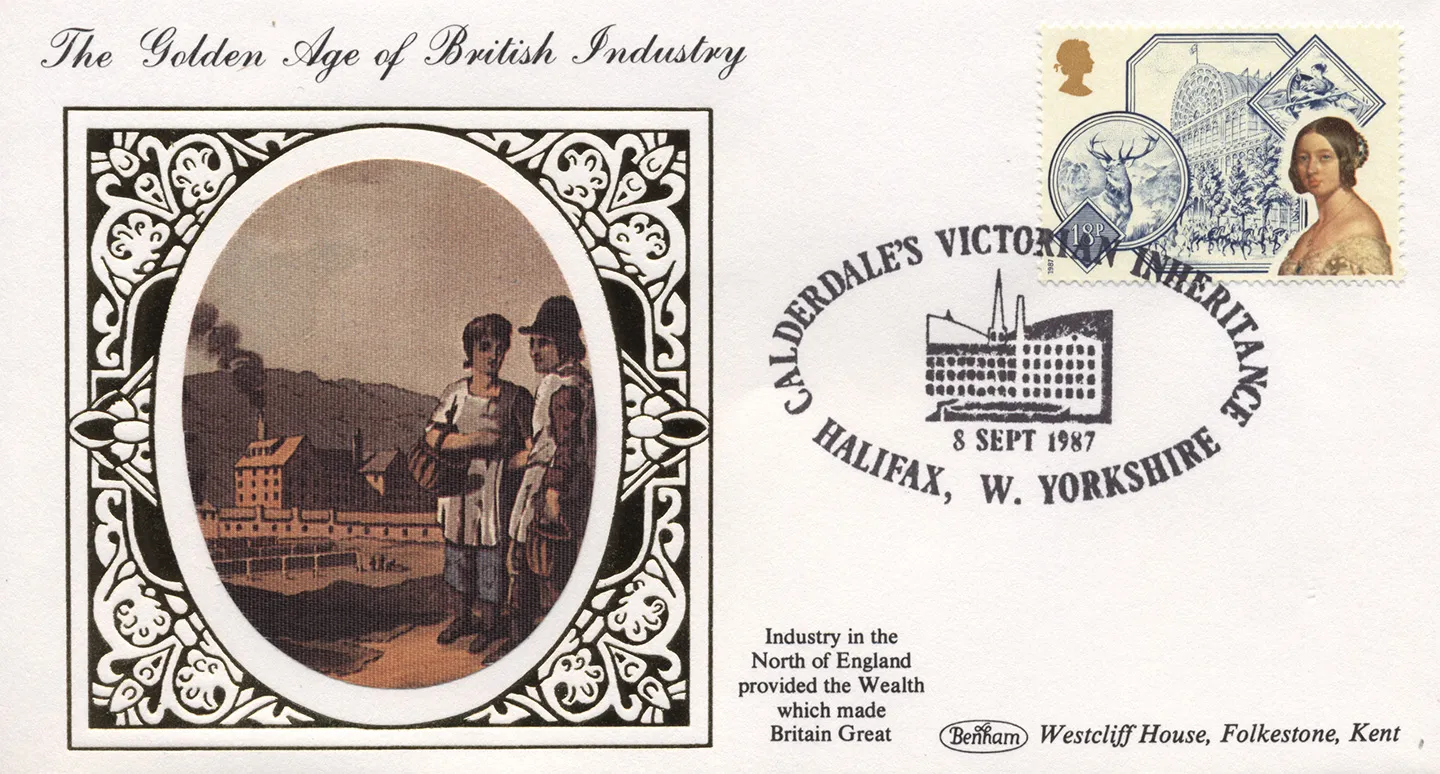 The Golden Age of British Industry
18P
1987
CALDERDALE'S VICTORIAN INHERITANCE
8 SEPT 1987
HALIFAX, W. YORKSHIRE
Industry in the
North of England
provided the Wealth
which made
Britain Great
Benham Westcliff House, Folkestone, Kent